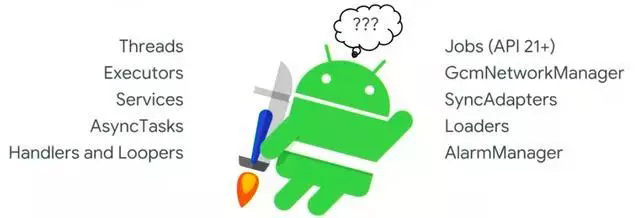 ???
Threads
Executors
Services
AsyncTasks
Handlers and Loopers
Jobs (API 21+)
GcmNetworkManager
SyncAdapters
Loaders
AlarmManager